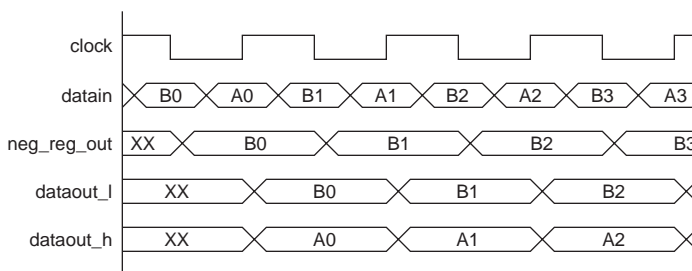 clock
datain B0 A0 B1 A1 B2 A2 B3 A3
neg_reg_out XX B0 B1 B2 B3
dataout_l XX B0 B1 B2
dataout_h XX A0 A1 A2